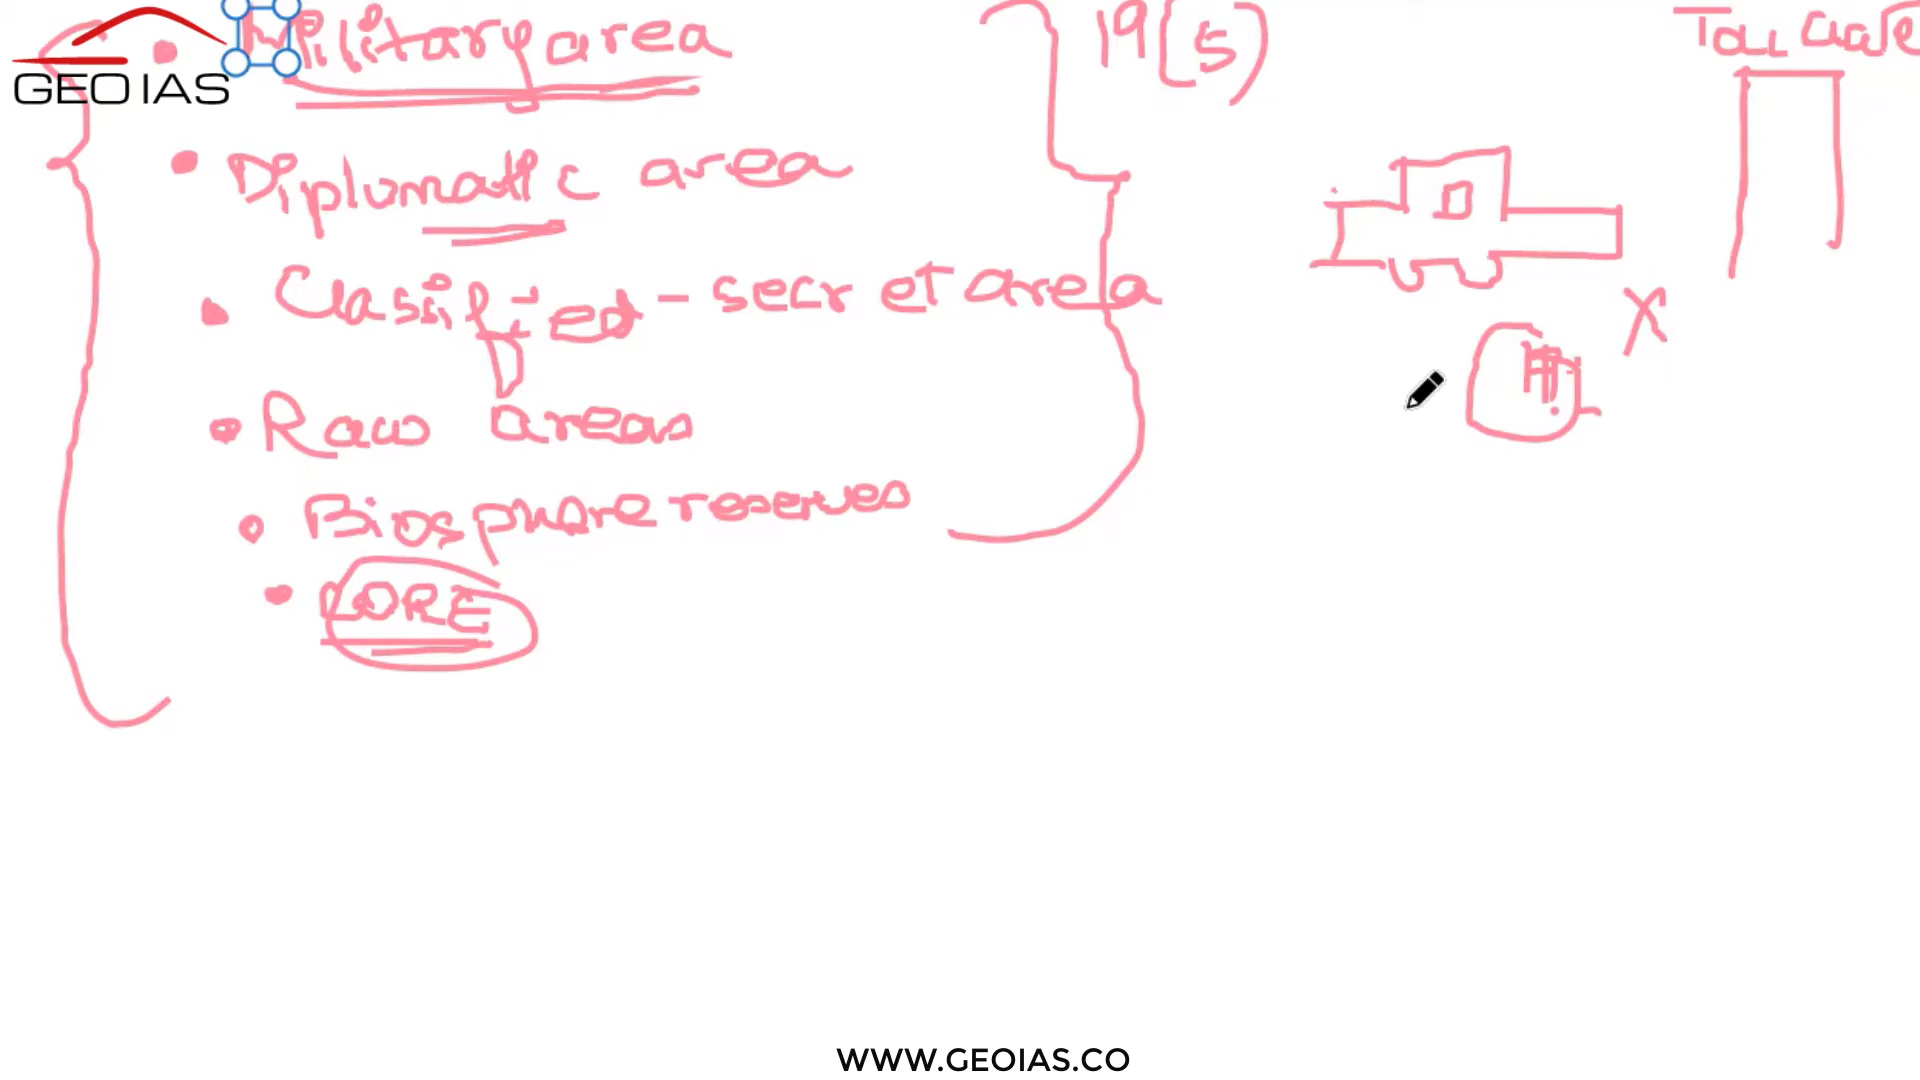 GEO IAS
Military area
19(5)
Toll Gate
Diplomatic area
Classified - secret area
X
Raw areas
Biosphere reserves
CORE
WWW.GEOIAS.CO